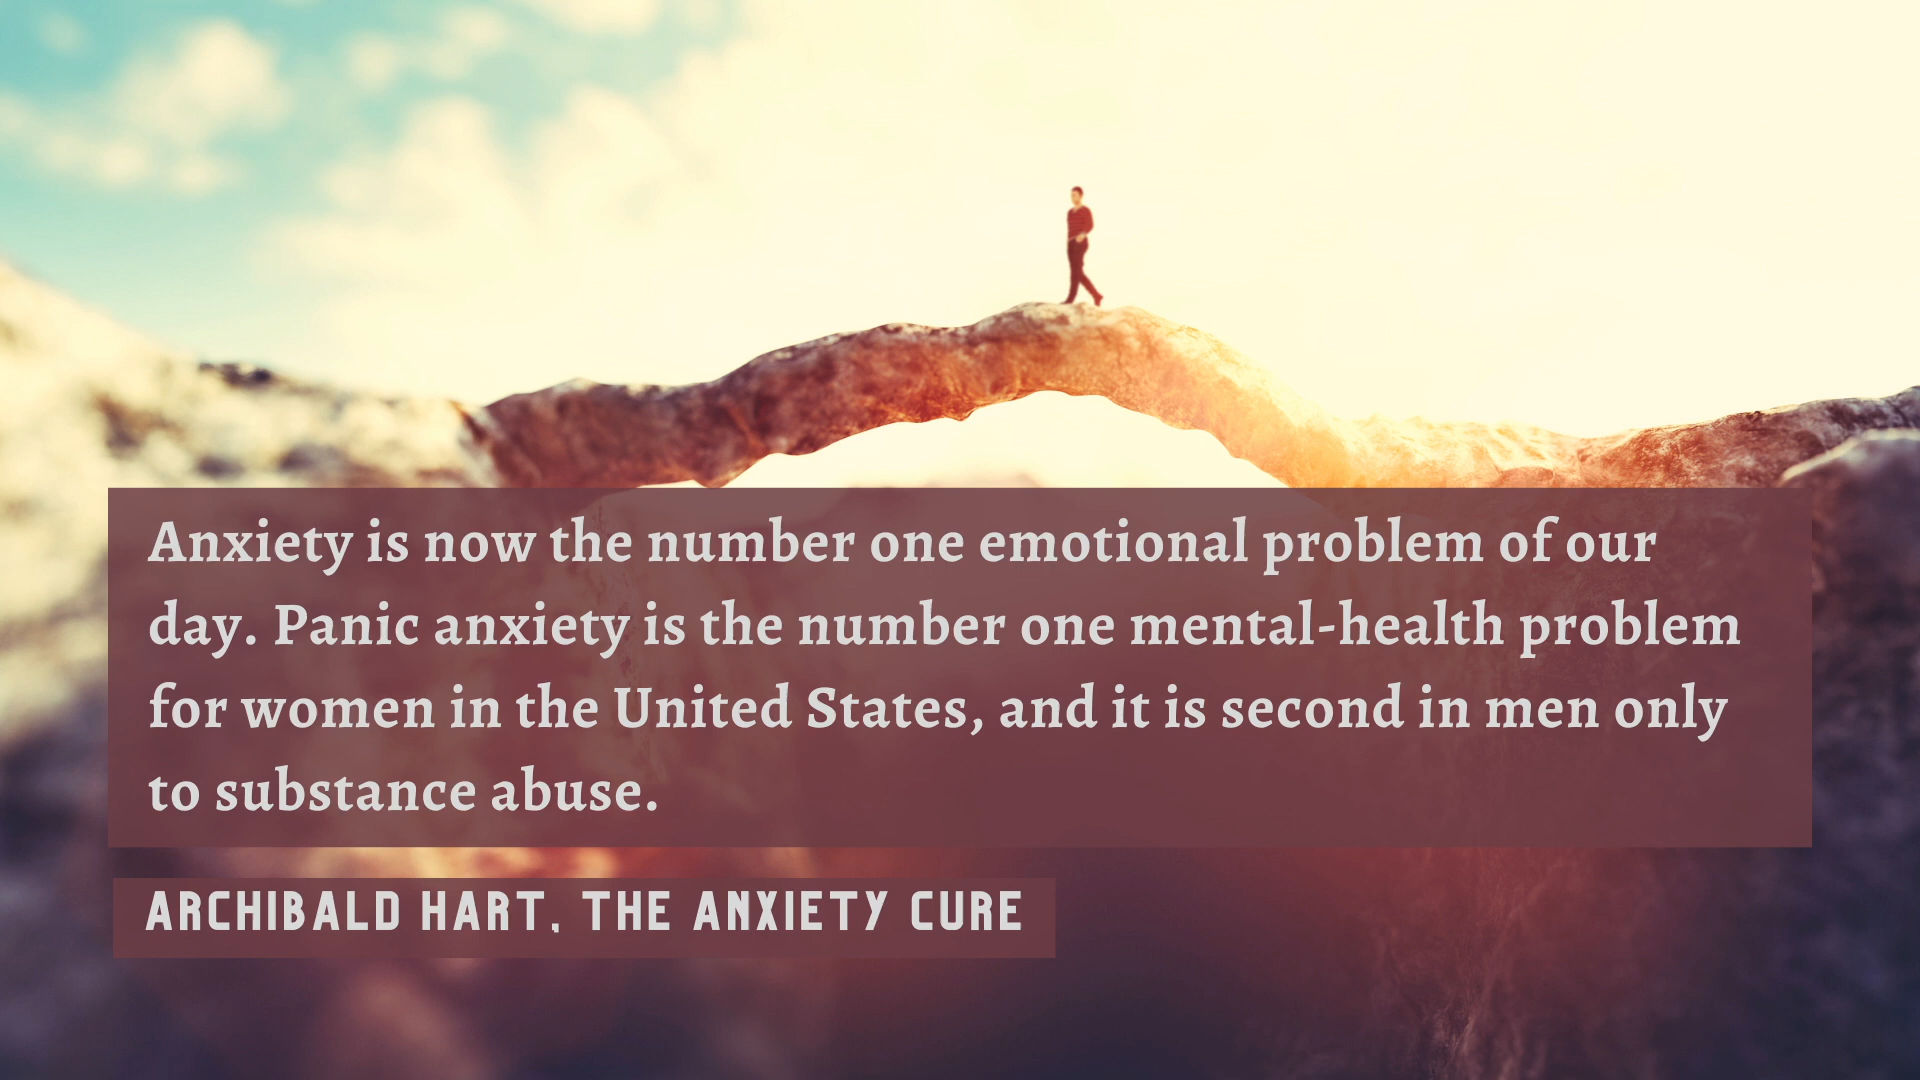 Anxiety is now the number one emotional problem of our
day. Panic anxiety is the number one mental-health problem
for women in the United States, and it is second in men only
to substance abuse.
ARCHIBALD HART, THE ANXIETY CURE